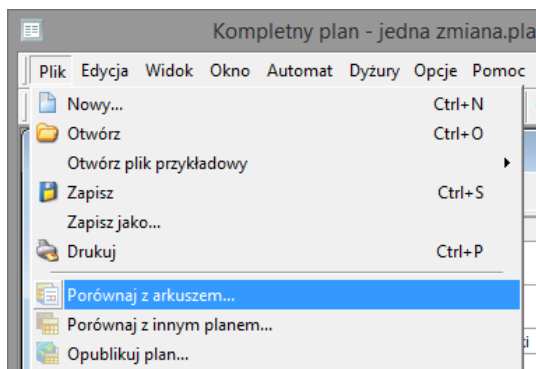 Kompletny plan - jedna zmiana.pla
Plik Edycja Widok Okno Automat Dyżury Opcje Pomoc
Nowy... Ctrl+N
Otwórz Ctrl+O
Otwórz plik przykładowy
Zapisz Ctrl+S
Zapisz jako...
Drukuj Ctrl+P
Porównaj z arkuszem...
Porównaj z innym planem...
Opublikuj plan...